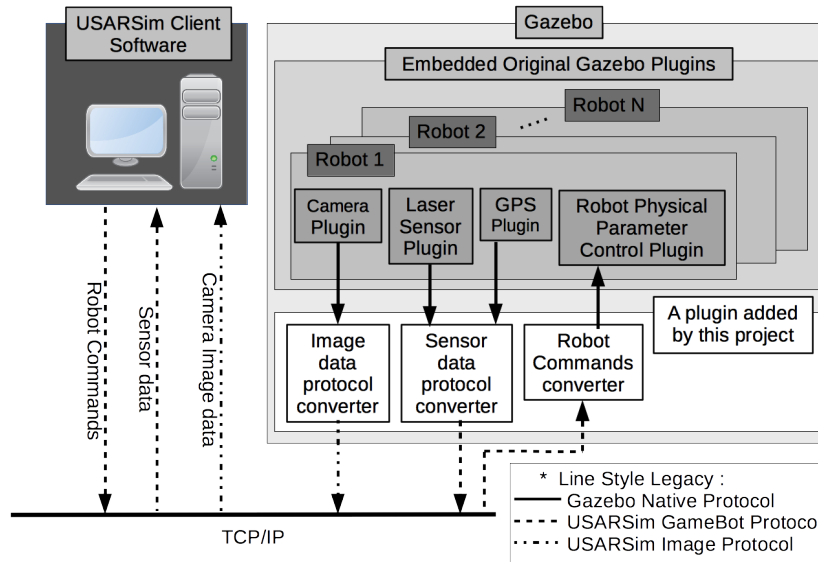 USARSim Client
Software
Gazebo
Embedded Original Gazebo Plugins
Robot N
Robot 2
Robot 1
Camera
Plugin
Laser
Sensor
Plugin
GPS
Plugin
Robot Physical
Parameter
Control Plugin
A plugin added
by this project
Image
data
protocol
converter
Sensor
data
protocol
converter
Robot
Commands
converter
Robot Commands
Sensor data
Camera Image data
TCP/IP
* Line Style Legacy :
Gazebo Native Protocol
USARSim GameBot Protocol
USARSim Image Protocol